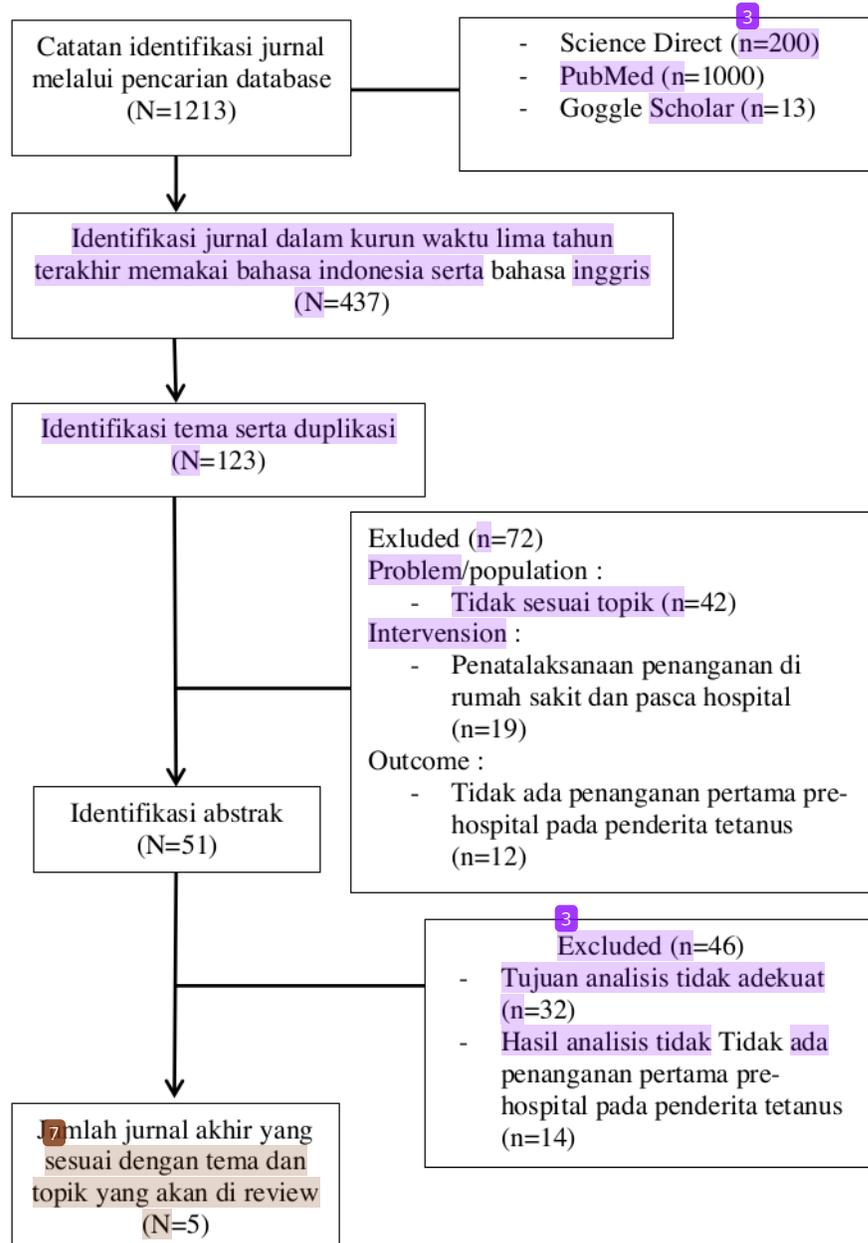 Catatan identifikasi jurnal
melalui pencarian database
(N=1213)
3
- Science Direct (n=200)
- PubMed (n=1000)
- Goggle Scholar (n=13)
Identifikasi jurnal dalam kurun waktu lima tahun
terakhir memakai bahasa indonesia serta bahasa inggris
(N=437)
Identifikasi tema serta duplikasi
(N=123)
Exluded (n=72)
Problem/population :
- Tidak sesuai topik (n=42)
Intervension :
- Penatalaksanaan penanganan di
rumah sakit dan pasca hospital
(n=19)
Outcome :
- Tidak ada penanganan pertama pre-
hospital pada penderita tetanus
(n=12)
Identifikasi abstrak
(N=51)
3
Excluded (n=46)
- Tujuan analisis tidak adekuat
(n=32)
- Hasil analisis tidak Tidak ada
penanganan pertama pre-
hospital pada penderita tetanus
(n=14)
7
Jumlah jurnal akhir yang
sesuai dengan tema dan
topik yang akan di review
(N=5)